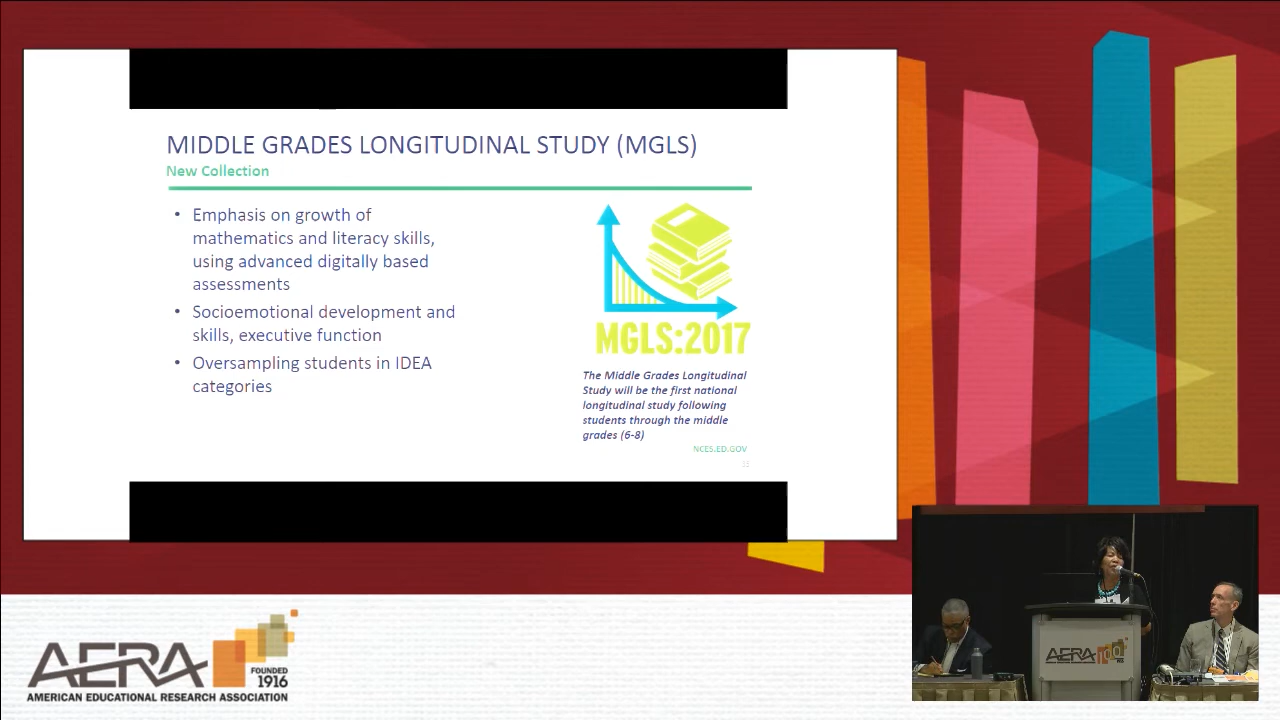 MIDDLE GRADES LONGITUDINAL STUDY (MGLS)
New Collection
• Emphasis on growth of
mathematics and literacy skills,
using advanced digitally based
assessments
• Socioemotional development and
skills, executive function
• Oversampling students in IDEA
categories
MGLS:2017
The Middle Grades Longitudinal
Study will be the first national
longitudinal study following
students through the middle
grades (6-8)
NCES.ED.GOV
AERA
FOUNDED
1916
AMERICAN EDUCATIONAL RESEARCH ASSOCIATION
AERA